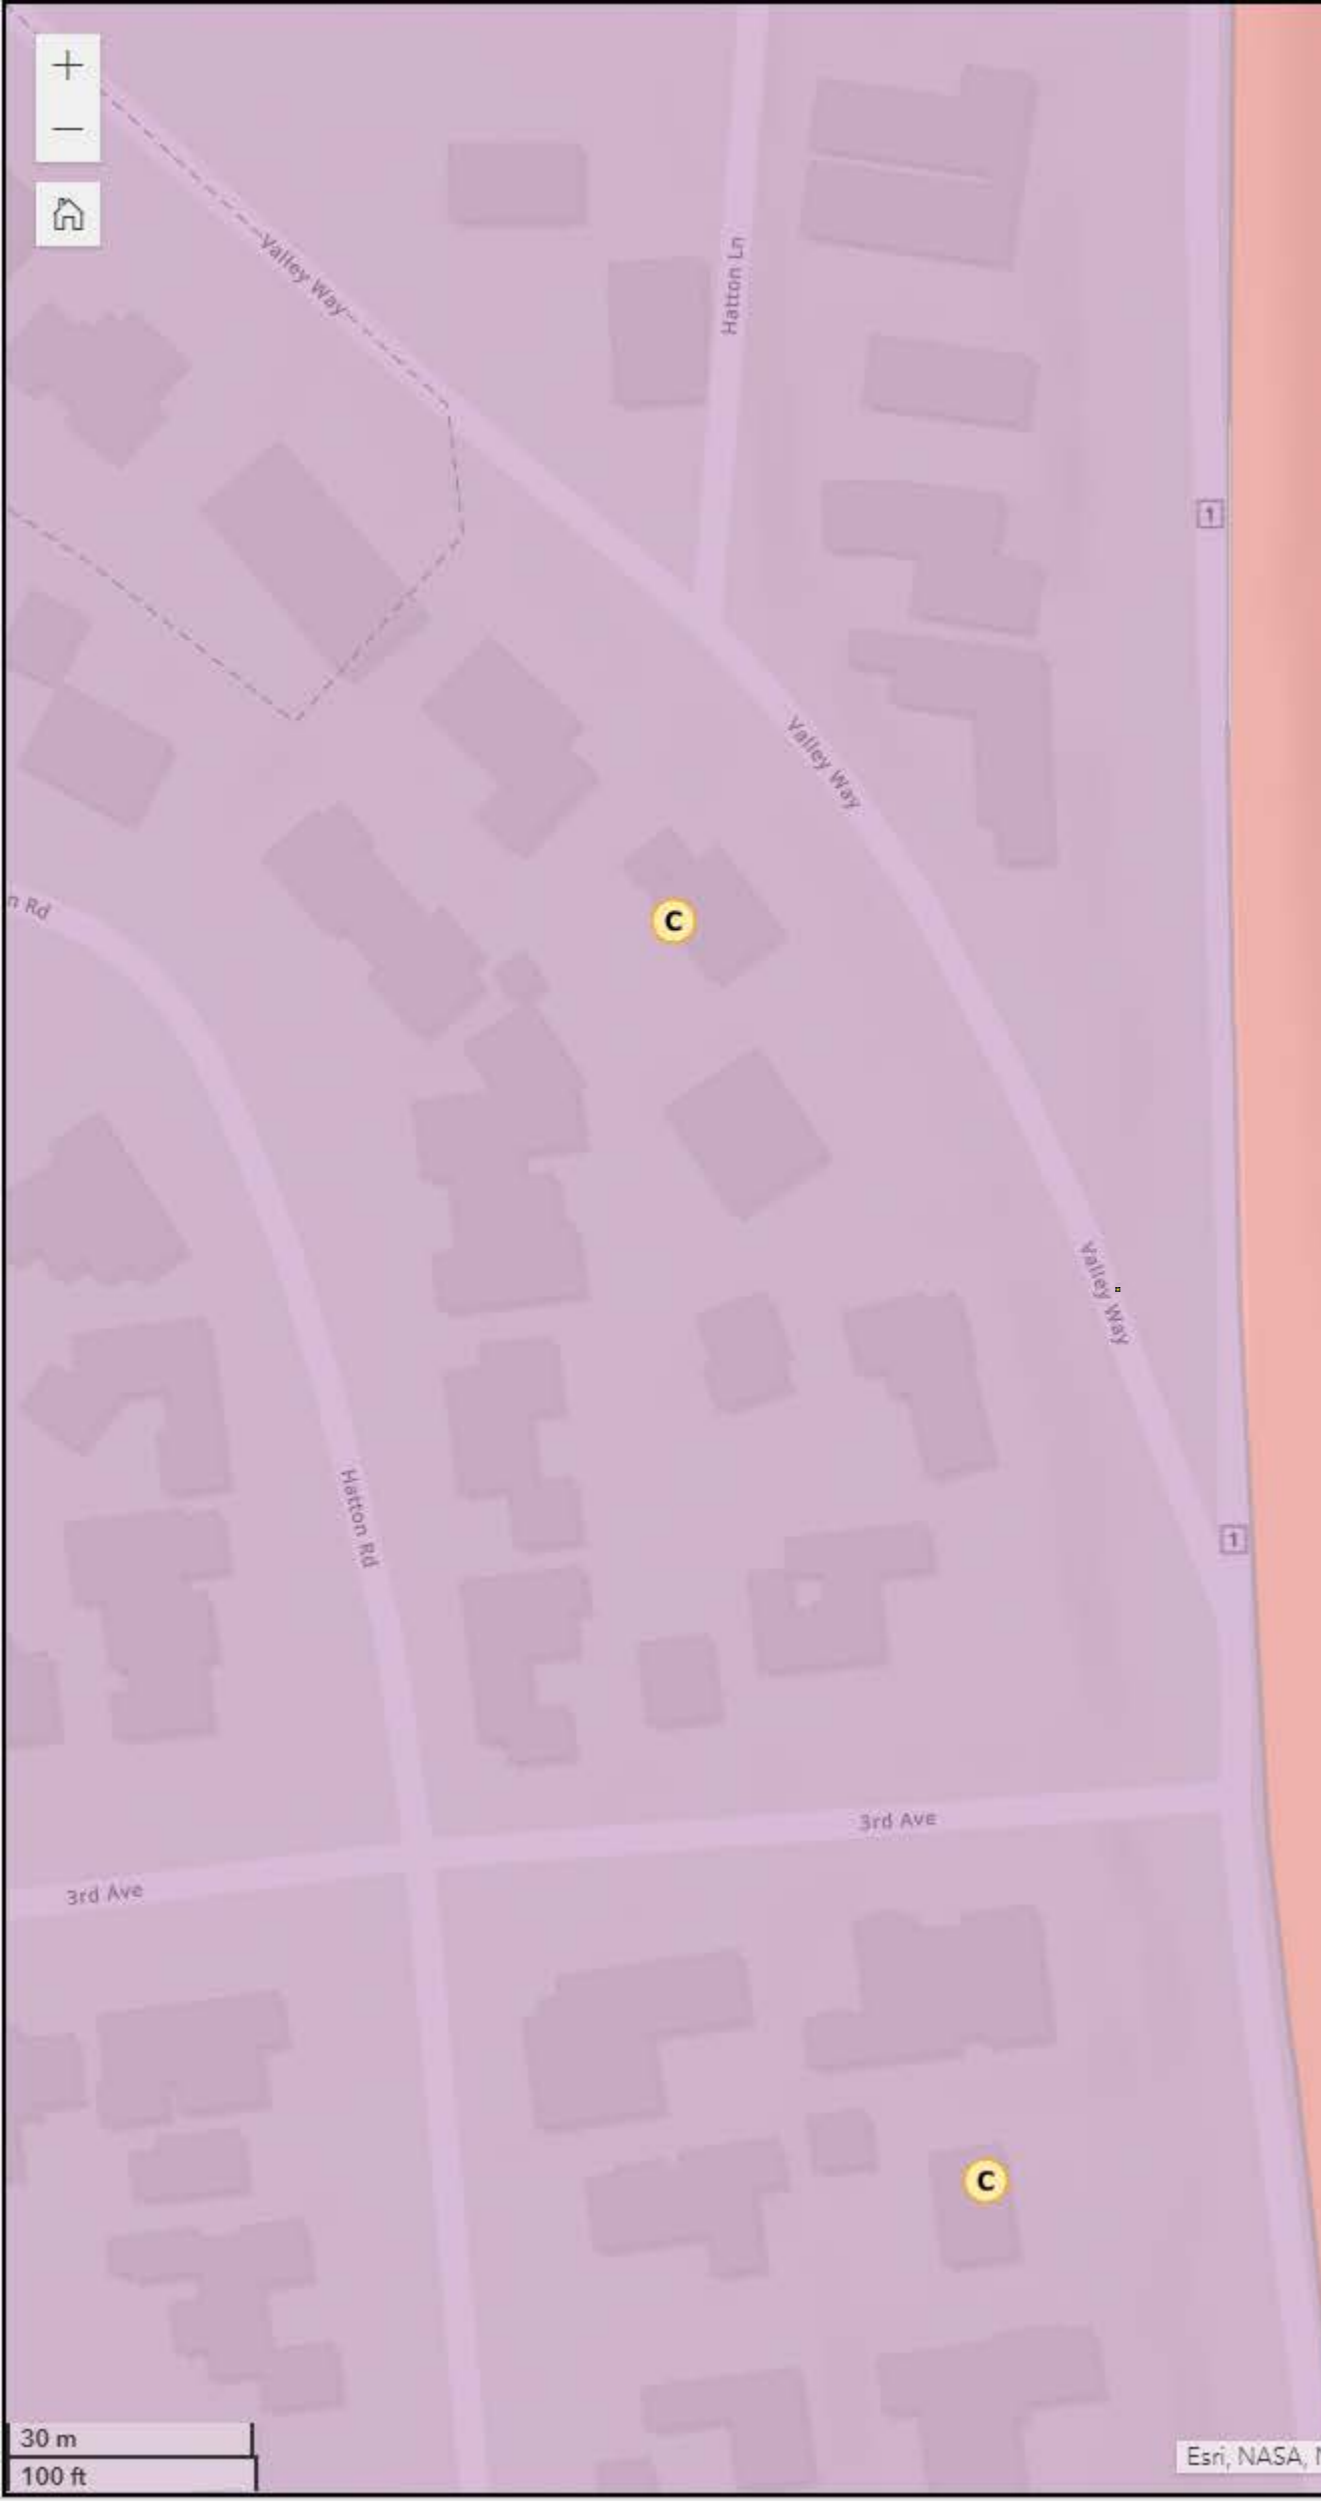 +
−
Valley Way
Hatton Ln
1
Valley Way
n Rd
C
Valley Way
Hatton Rd
1
3rd Ave
3rd Ave
C
30 m
100 ft
Esri, NASA,